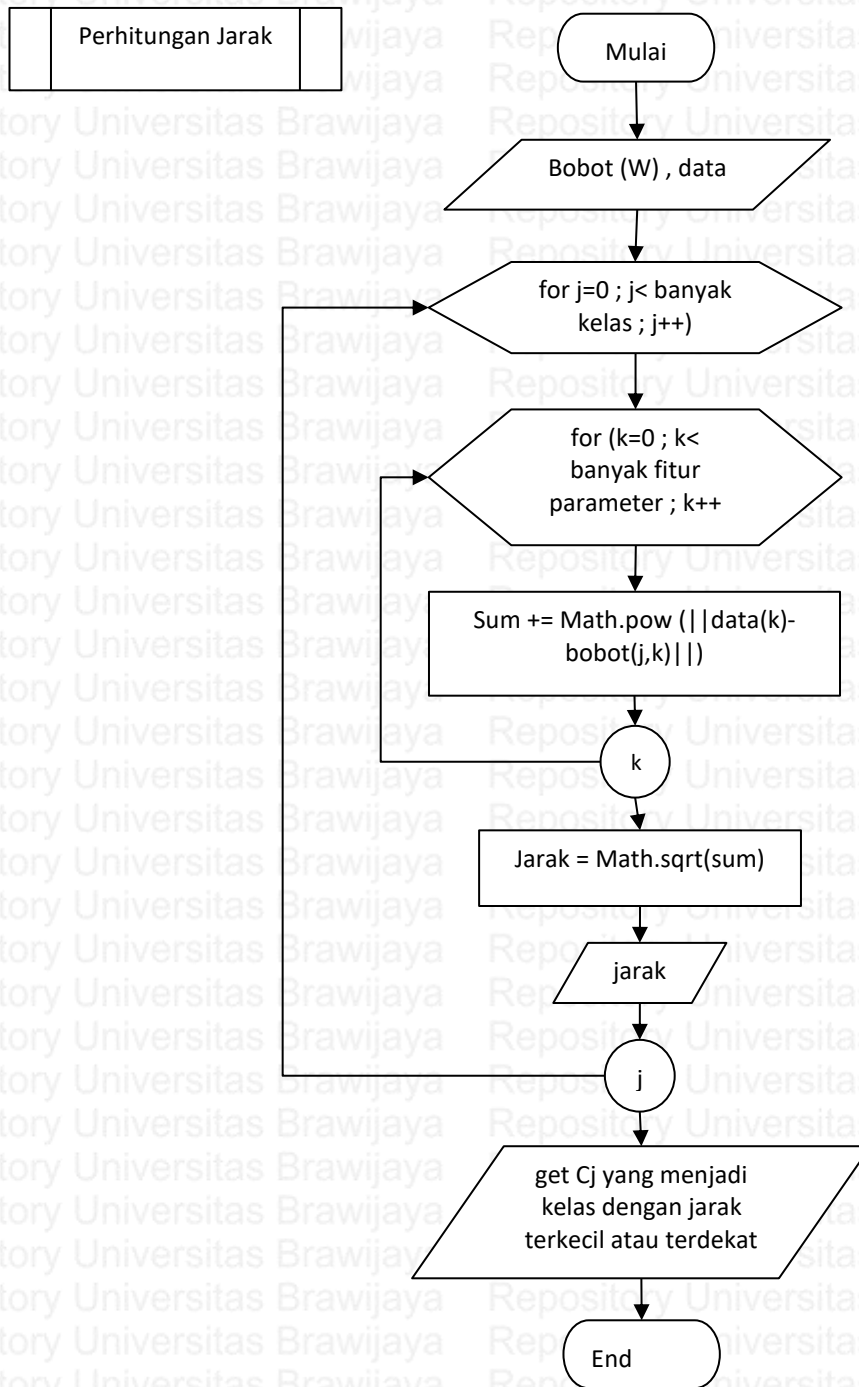 Perhitungan Jarak
Mulai
Bobot (W) , data
for j=0 ; j< banyak
kelas ; j++)
for (k=0 ; k<
banyak fitur
parameter ; k++
Sum += Math.pow (||data(k)-
bobot(j,k)||)
k
Jarak = Math.sqrt(sum)
jarak
j
get Cj yang menjadi
kelas dengan jarak
terkecil atau terdekat
End